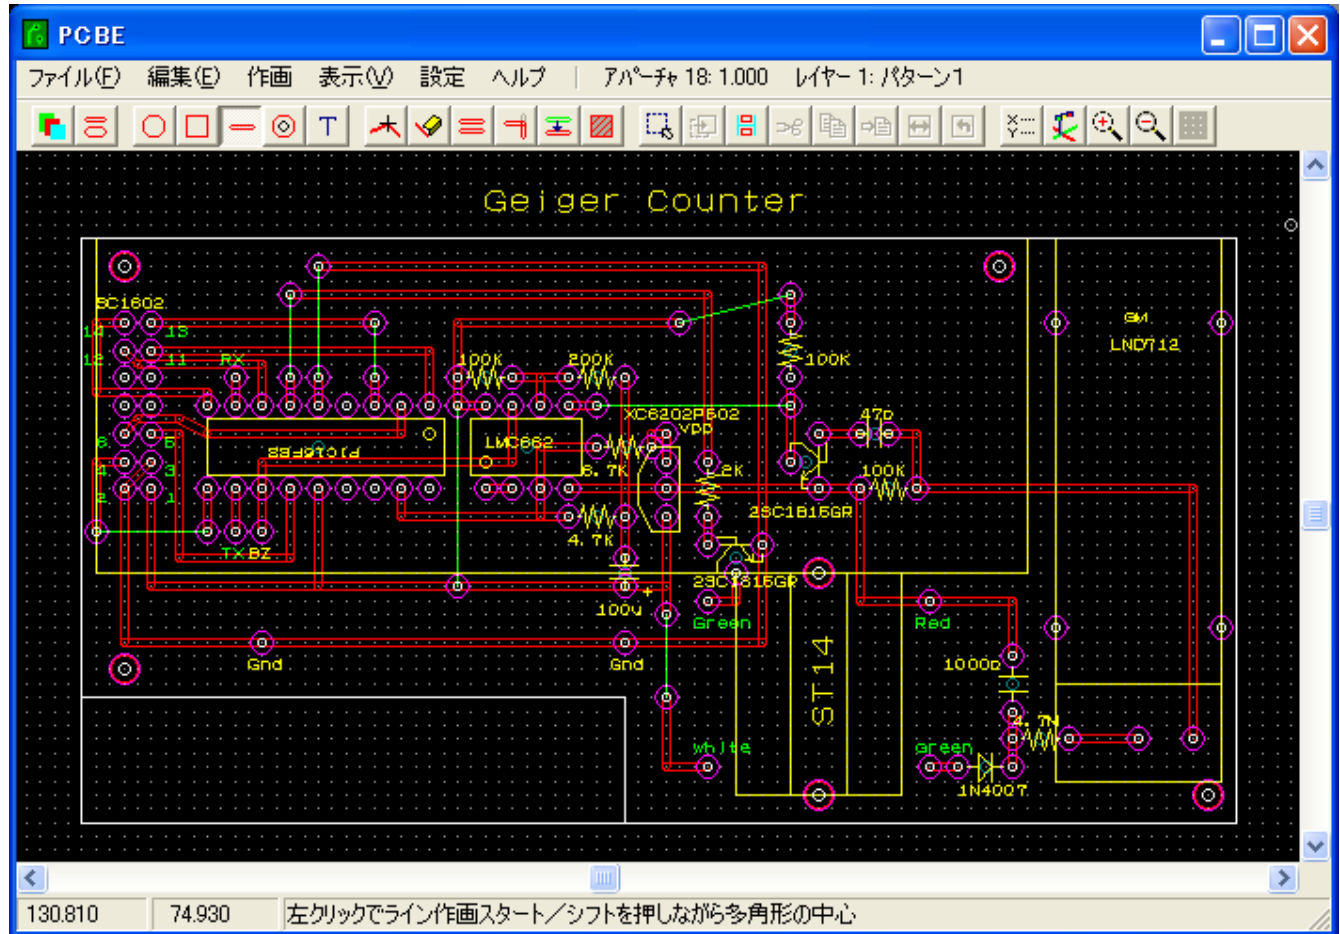 PCBE
ファイル(F) 編集(E) 作画 表示(V) 設定 ヘルプ | アパーチャ 18: 1.000 レイヤー 1: パターン1
T
X
Y
Geiger Counter
SC1602
14 13
12 11
RX
100K
200K
100K
GM
LND712
XC6202P502
VDD
47p
LMC662
6 5
4 3
2 1
2K
100K
2SC1815GR
4.7K
TX BZ
2SC1815GR
100u
+
Green
Red
Gnd
Gnd
ST14
1000p
4.7M
White
Green
1N4007
130.810 74.930 左クリックでライン作画スタート／シフトを押しながら多角形の中心